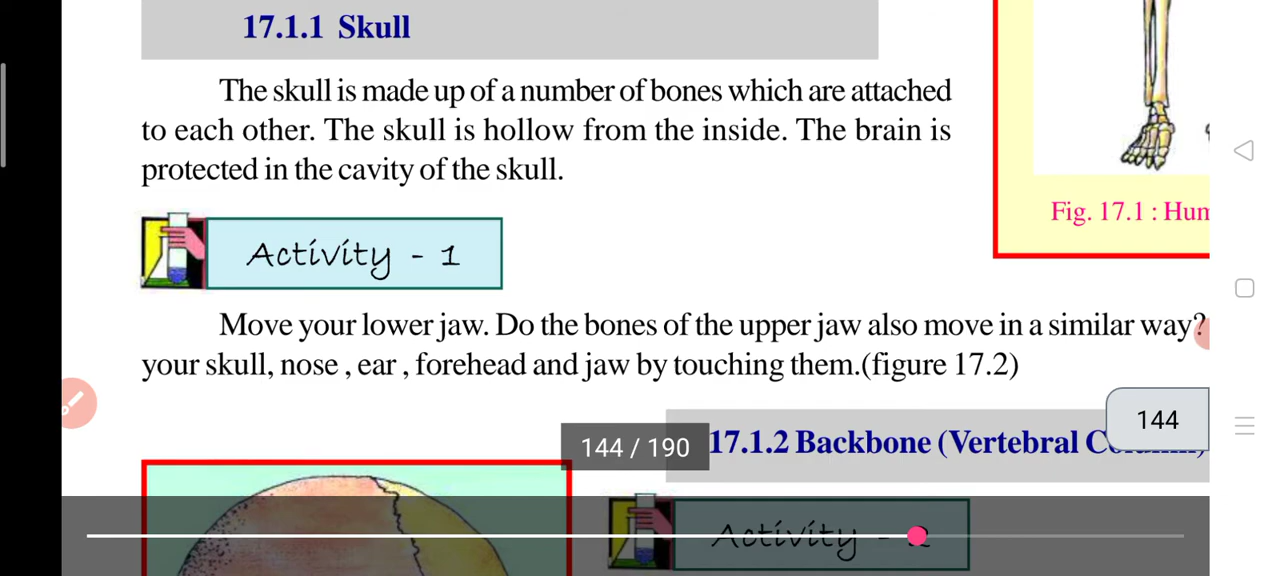 17.1.1 Skull
The skull is made up of a number of bones which are attached
to each other. The skull is hollow from the inside. The brain is
protected in the cavity of the skull.
Fig. 17.1 : Hum
Activity - 1
Move your lower jaw. Do the bones of the upper jaw also move in a similar way?
your skull, nose , ear , forehead and jaw by touching them.(figure 17.2)
144
144 / 190
17.1.2 Backbone (Vertebral Column)
Activity - 2